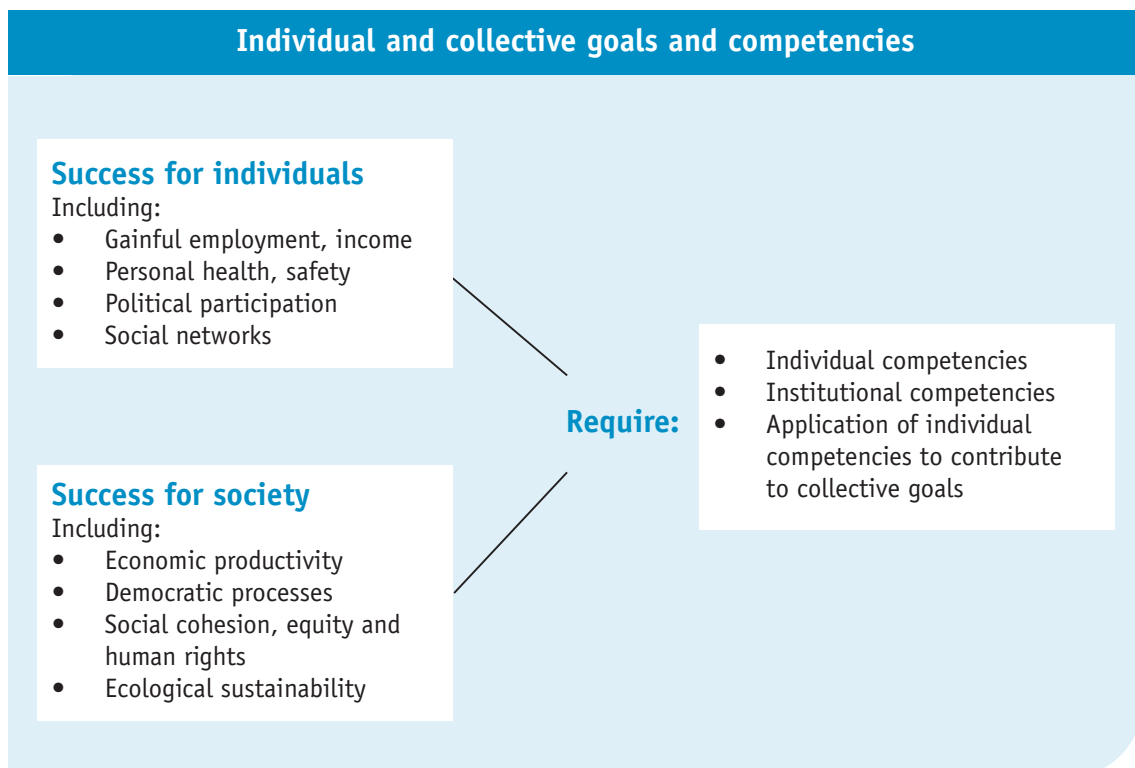 Individual and collective goals and competencies
Success for individuals
Including:
• Gainful employment, income
• Personal health, safety
• Political participation
• Social networks
Require:
• Individual competencies
• Institutional competencies
• Application of individual
competencies to contribute
to collective goals
Success for society
Including:
• Economic productivity
• Democratic processes
• Social cohesion, equity and
human rights
• Ecological sustainability